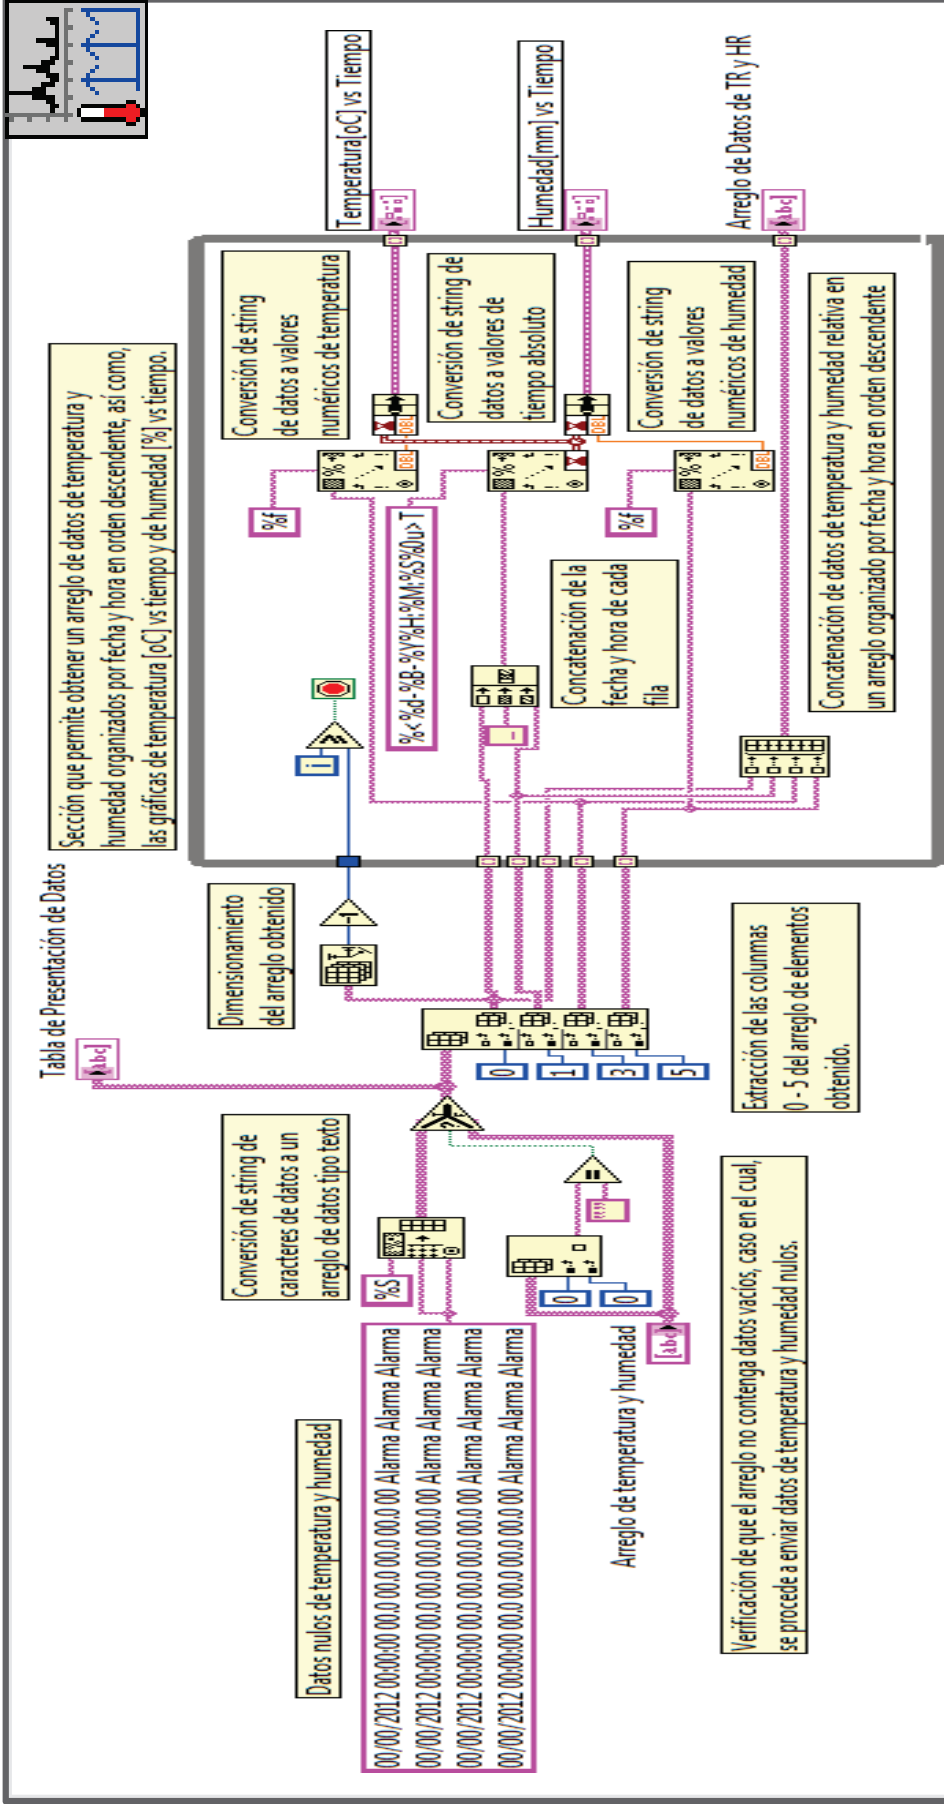 Datos nulos de temperatura y humedad
00/00/2012 00:00:00 00.0 00.0 00.0 00 Alarma Alarma
00/00/2012 00:00:00 00.0 00.0 00.0 00 Alarma Alarma
00/00/2012 00:00:00 00.0 00.0 00.0 00 Alarma Alarma
00/00/2012 00:00:00 00.0 00.0 00.0 00 Alarma Alarma
Arreglo de temperatura y humedad
[abc]
Verificación de que el arreglo no contenga datos vacíos, caso en el cual,
se procede a enviar datos de temperatura y humedad nulos.
Conversión de string de
caracteres de datos a un
arreglo de datos tipo texto
%s
0
0
Tabla de Presentación de Datos
[abc]
Dimensionamiento
del arreglo obtenido
-1
0
1
3
5
Extracción de las columnas
0 - 5 del arreglo de elementos
obtenido.
Sección que permite obtener un arreglo de datos de temperatura y
humedad organizados por fecha y hora en orden descendente, así como,
las gráficas de temperatura [oC] vs tiempo y de humedad [%] vs tiempo.
i
%<%d-%B-%Y%H:%M:%S%0u>T
-
Concatenación de la
fecha y hora de cada
fila
%f
%f
Conversión de string
de datos a valores
numéricos de temperatura
Conversión de string de
datos a valores de
tiempo absoluto
Conversión de string
de datos a valores
numéricos de humedad
DBL
DBL
DBL
DBL
Concatenación de datos de temperatura y humedad relativa en
un arreglo organizado por fecha y hora en orden descendente
Temperatura[oC] vs Tiempo
Humedad[mm] vs Tiempo
Arreglo de Datos de TR y HR
[abc]